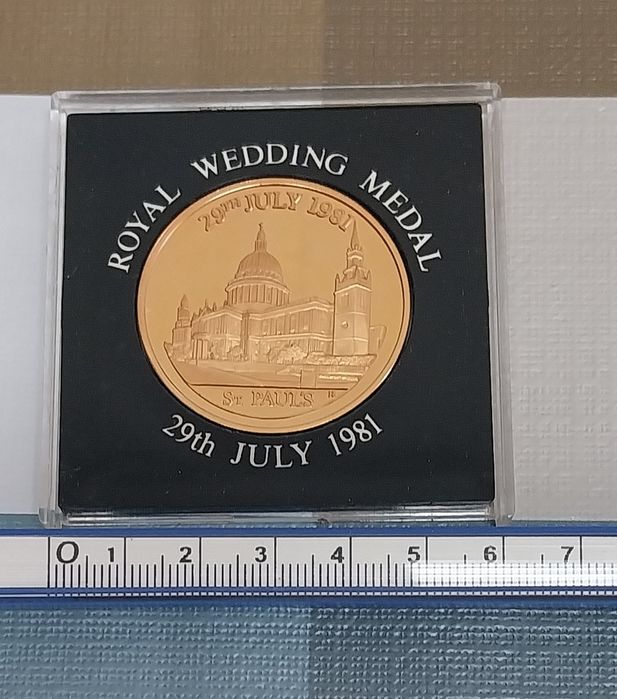 ROYAL WEDDING MEDAL
29TH JULY 1981
ST. PAUL'S
29th JULY 1981
0 1 2 3 4 5 6 7